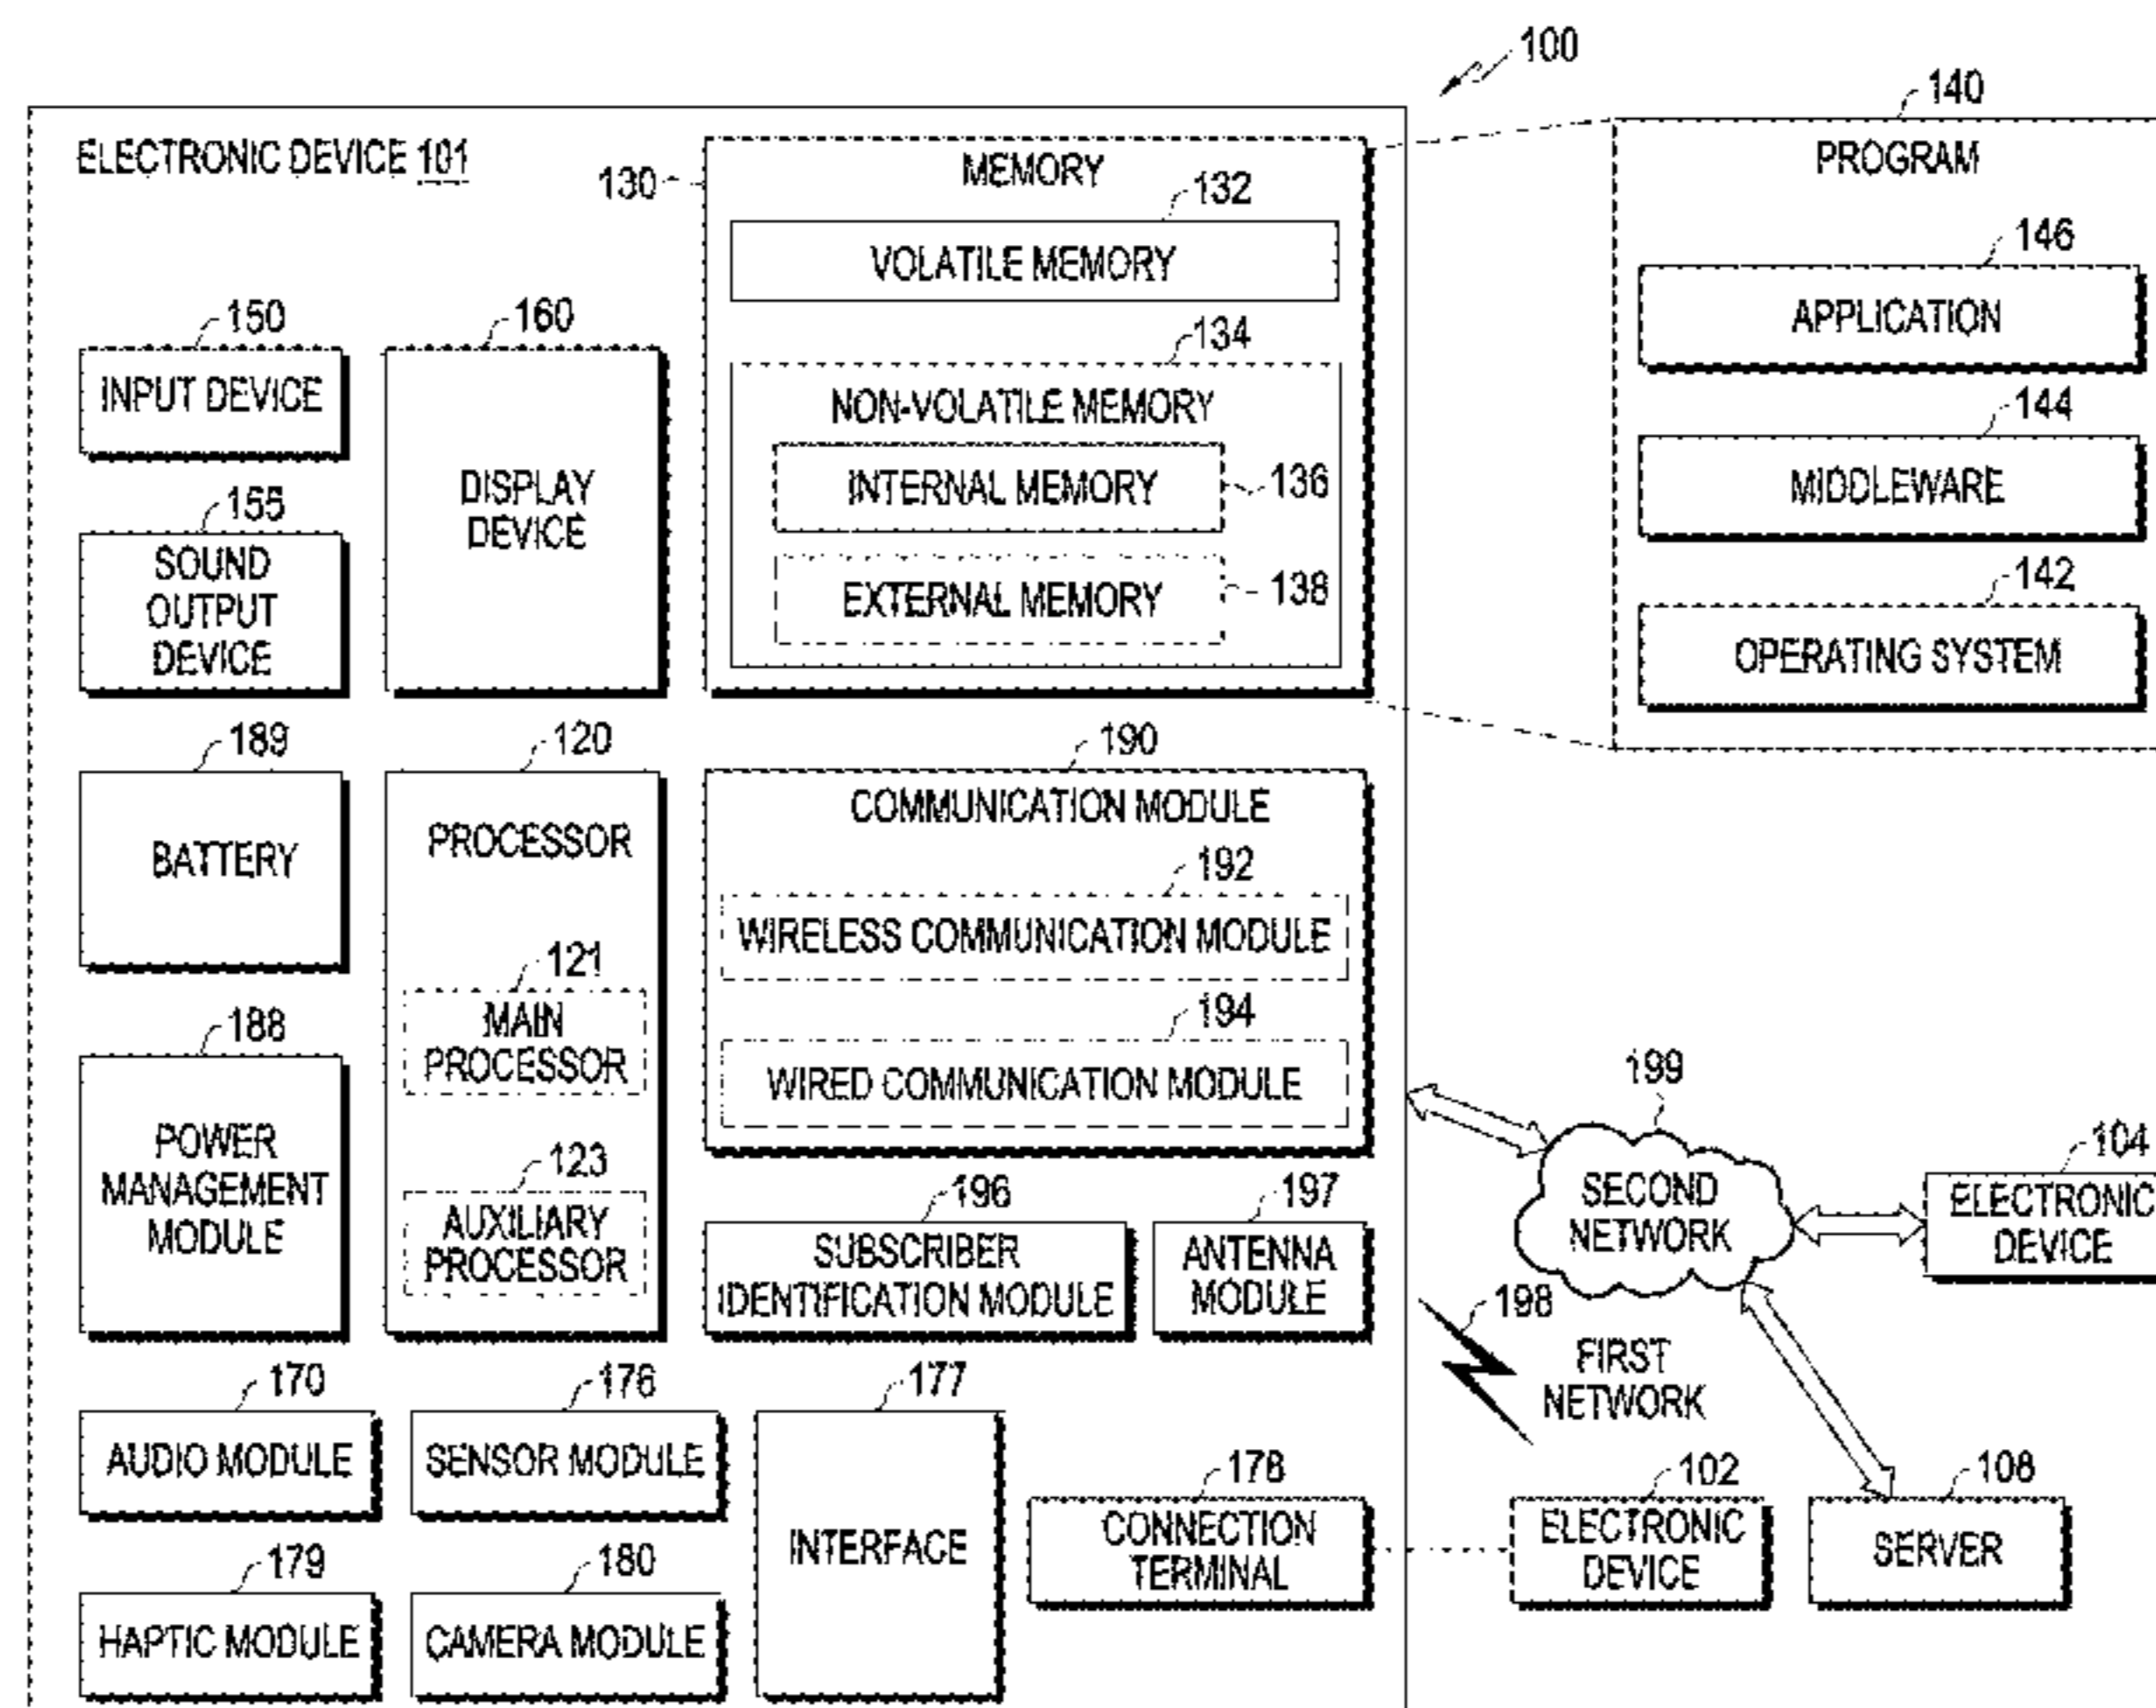 100
ELECTRONIC DEVICE 101
130
MEMORY
132
VOLATILE MEMORY
134
NON-VOLATILE MEMORY
INTERNAL MEMORY
136
EXTERNAL MEMORY
138
140
PROGRAM
146
APPLICATION
144
MIDDLEWARE
142
OPERATING SYSTEM
150
INPUT DEVICE
155
SOUND
OUTPUT
DEVICE
160
DISPLAY
DEVICE
189
BATTERY
188
POWER
MANAGEMENT
MODULE
120
PROCESSOR
121
MAIN
PROCESSOR
123
AUXILIARY
PROCESSOR
190
COMMUNICATION MODULE
192
WIRELESS COMMUNICATION MODULE
194
WIRED COMMUNICATION MODULE
196
SUBSCRIBER
IDENTIFICATION MODULE
197
ANTENNA
MODULE
199
SECOND
NETWORK
104
ELECTRONIC
DEVICE
198
FIRST
NETWORK
170
AUDIO MODULE
176
SENSOR MODULE
177
INTERFACE
178
CONNECTION
TERMINAL
102
ELECTRONIC
DEVICE
108
SERVER
179
HAPTIC MODULE
180
CAMERA MODULE